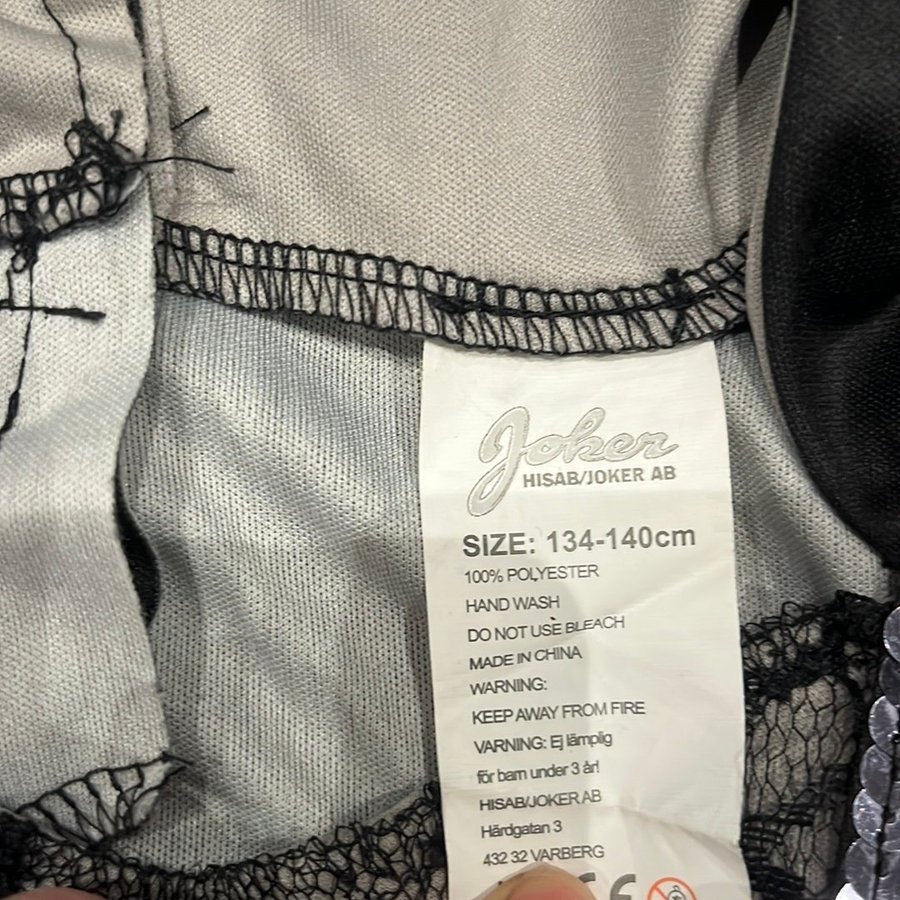 Joker
HISAB/JOKER AB
SIZE: 134-140cm
100% POLYESTER
HAND WASH
DO NOT USE BLEACH
MADE IN CHINA
WARNING:
KEEP AWAY FROM FIRE
VARNING: Ej lämplig
för barn under 3 år!
HISAB/JOKER AB
Härdgatan 3
432 32 VARBERG
CE